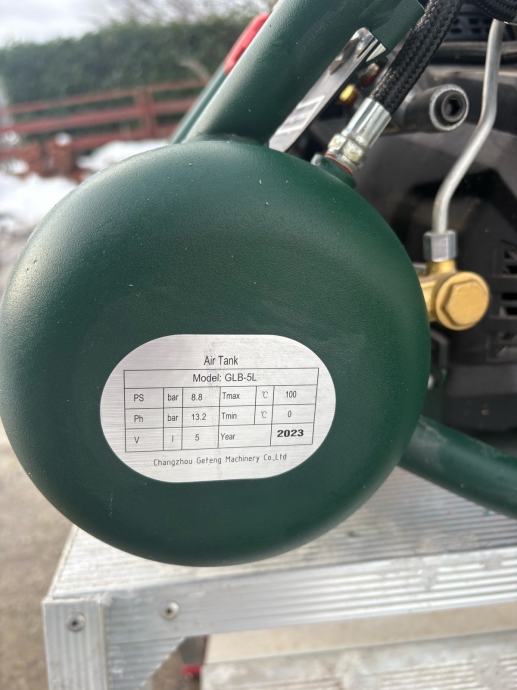 Air Tank
Model: GLB-5L
PS bar 8.8 Tmax ℃ 100
Ph bar 13.2 Tmin ℃ 0
V l 5 Year 2023
Changzhou Gefeng Machinery Co.,Ltd